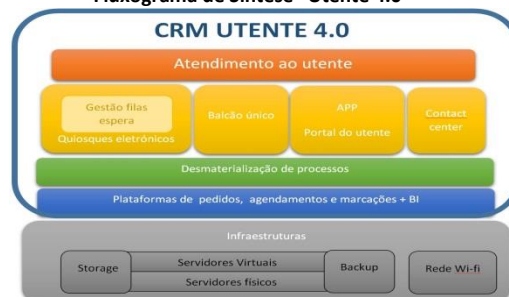 Fluxograma de Síntese "Utente 4.0"
CRM UTENTE 4.0
Atendimento ao utente
Gestão filas
espera
Quiosques eletrónicos
Balcão único
APP
Portal do utente
Contact
center
Desmaterialização de processos
Plataformas de pedidos, agendamentos e marcações + BI
Infraestruturas
Storage
Servidores Virtuais
Servidores físicos
Backup
Rede Wi-fi